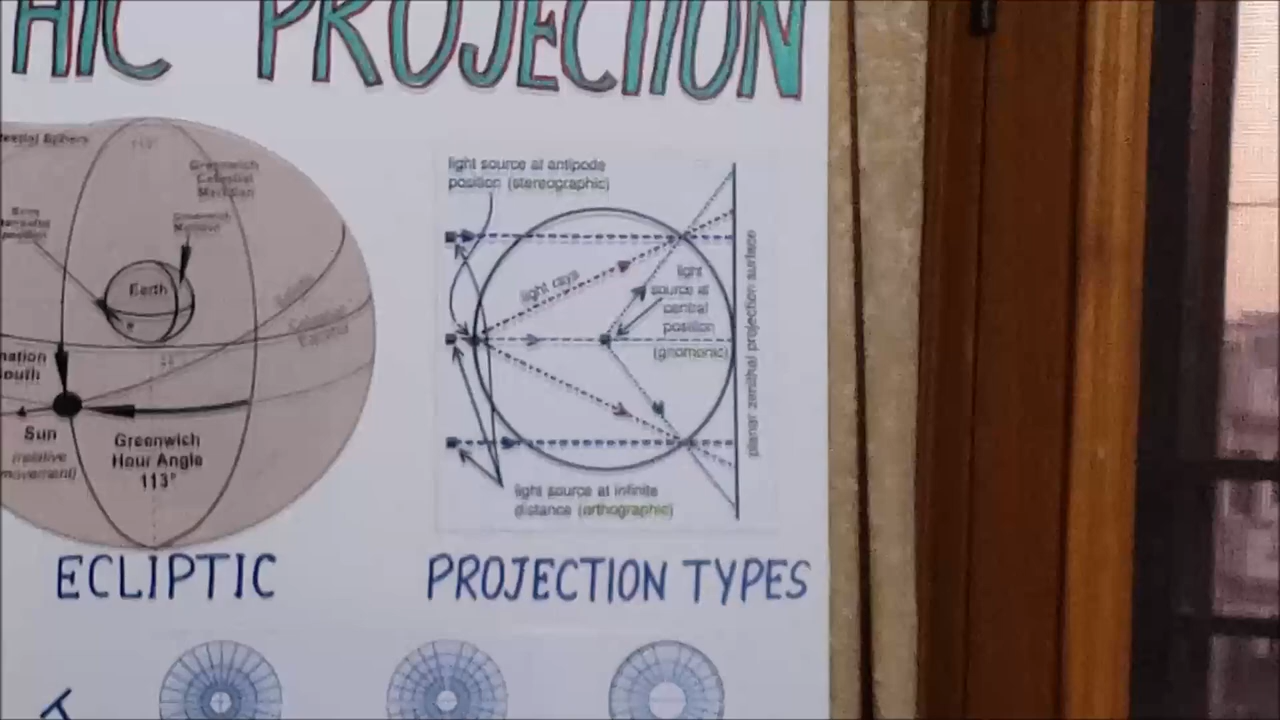 HIC PROJECTION
Greenwich
Celestial
Meridian
Earth
Sun
(relative
movement)
Greenwich
Hour Angle
113°
ECLIPTIC
light source at antipode
position (stereographic)
light rays
light
source at
central
position
(gnomonic)
planar zenithal projection surface
light source at infinite
distance (orthographic)
PROJECTION TYPES